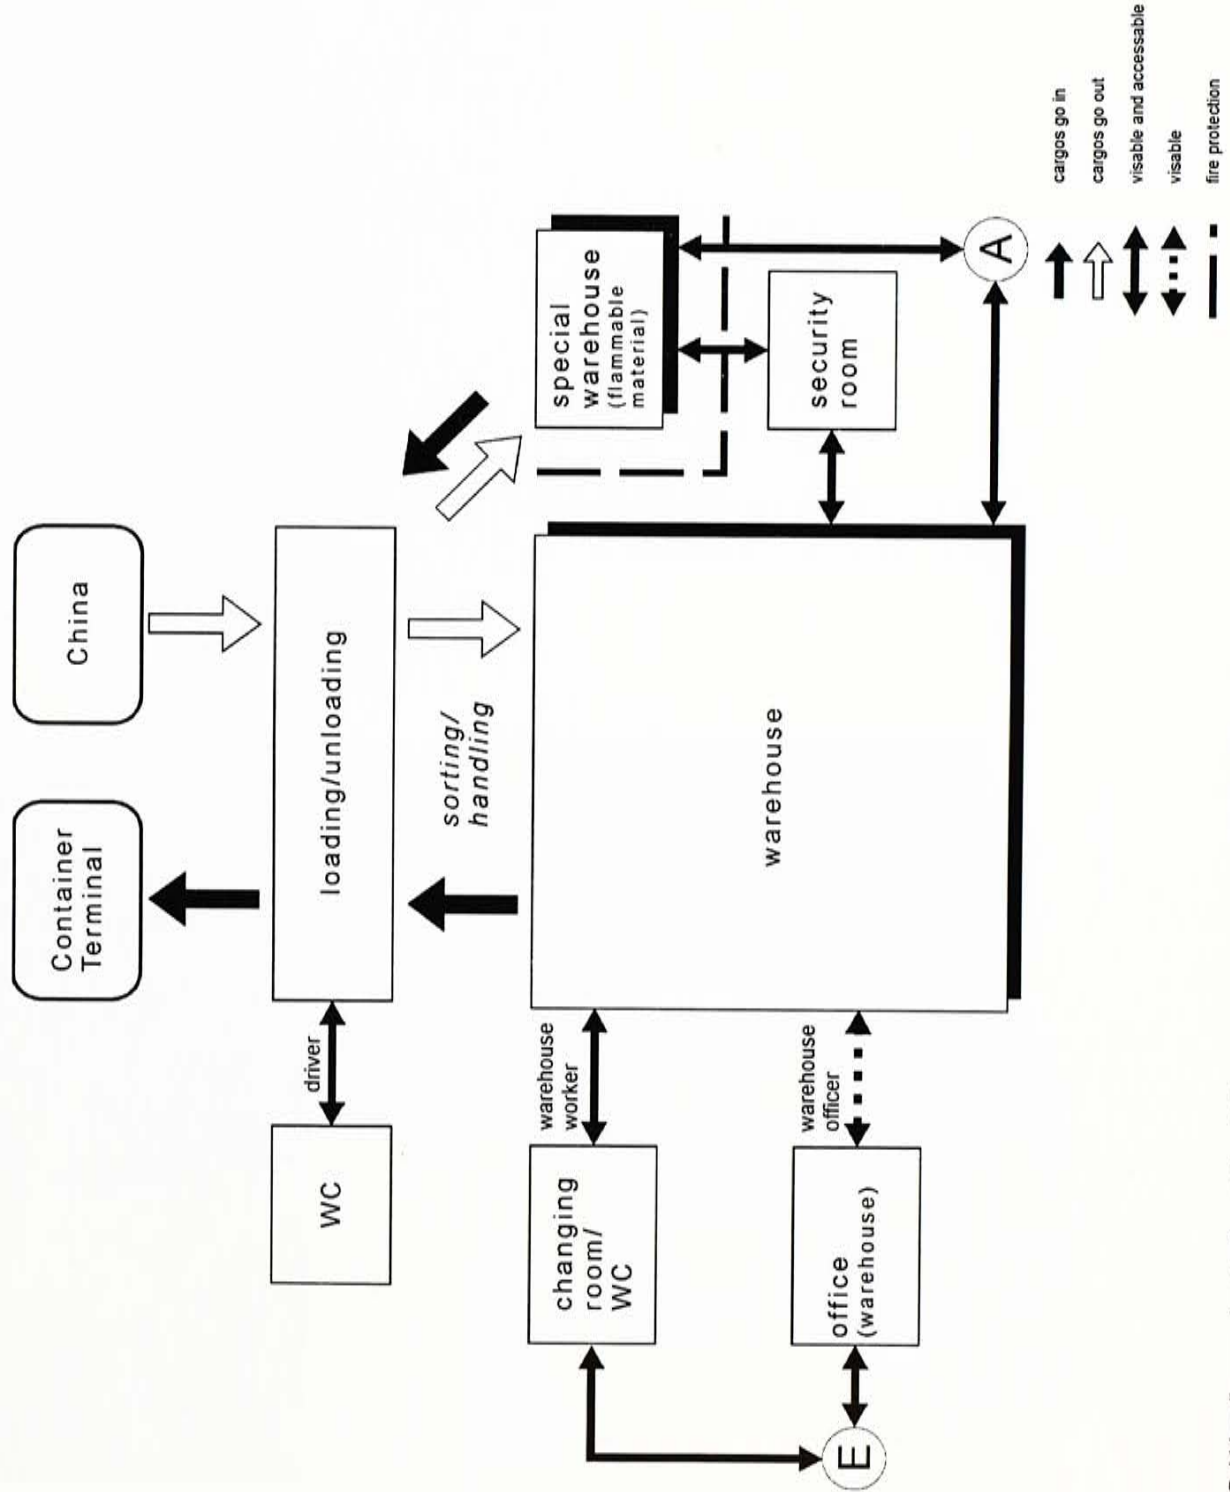 Container
Terminal
China
WC
driver
loading/unloading
sorting/
handling
changing
room/
WC
warehouse
worker
warehouse
special
warehouse
(flammable
material)
office
(warehouse)
warehouse
officer
security
room
E
A
cargos go in
cargos go out
visable and accessable
visable
fire protection